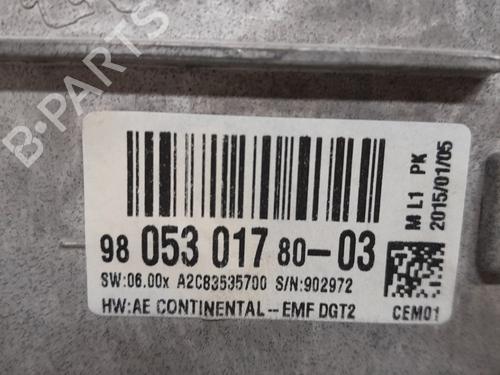 B-PARTS
98 053 017 80-03
SW:06.00x A2C83535700 S/N:902972
HW:AE CONTINENTAL--EMF DGT2
M L1 PK
2015/01/05
CEM01